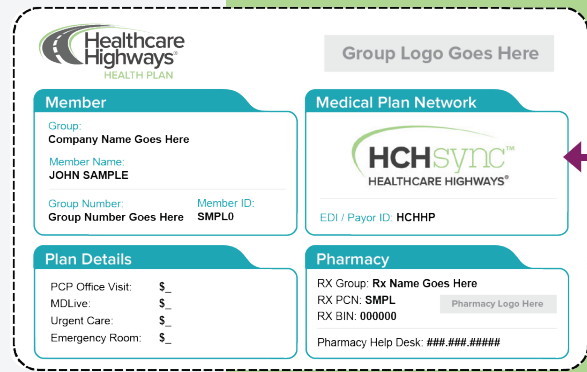 Healthcare
Highways®
HEALTH PLAN
Group Logo Goes Here
Member
Group:
Company Name Goes Here
Member Name:
JOHN SAMPLE
Group Number: Member ID:
Group Number Goes Here SMPL0
Medical Plan Network
HCHsync™
HEALTHCARE HIGHWAYS®
EDI / Payor ID: HCHHP
Plan Details
PCP Office Visit: $_
MDLive: $_
Urgent Care: $_
Emergency Room: $_
Pharmacy
RX Group: Rx Name Goes Here
RX PCN: SMPL
RX BIN: 000000
Pharmacy Logo Here
Pharmacy Help Desk: ###.###.#####